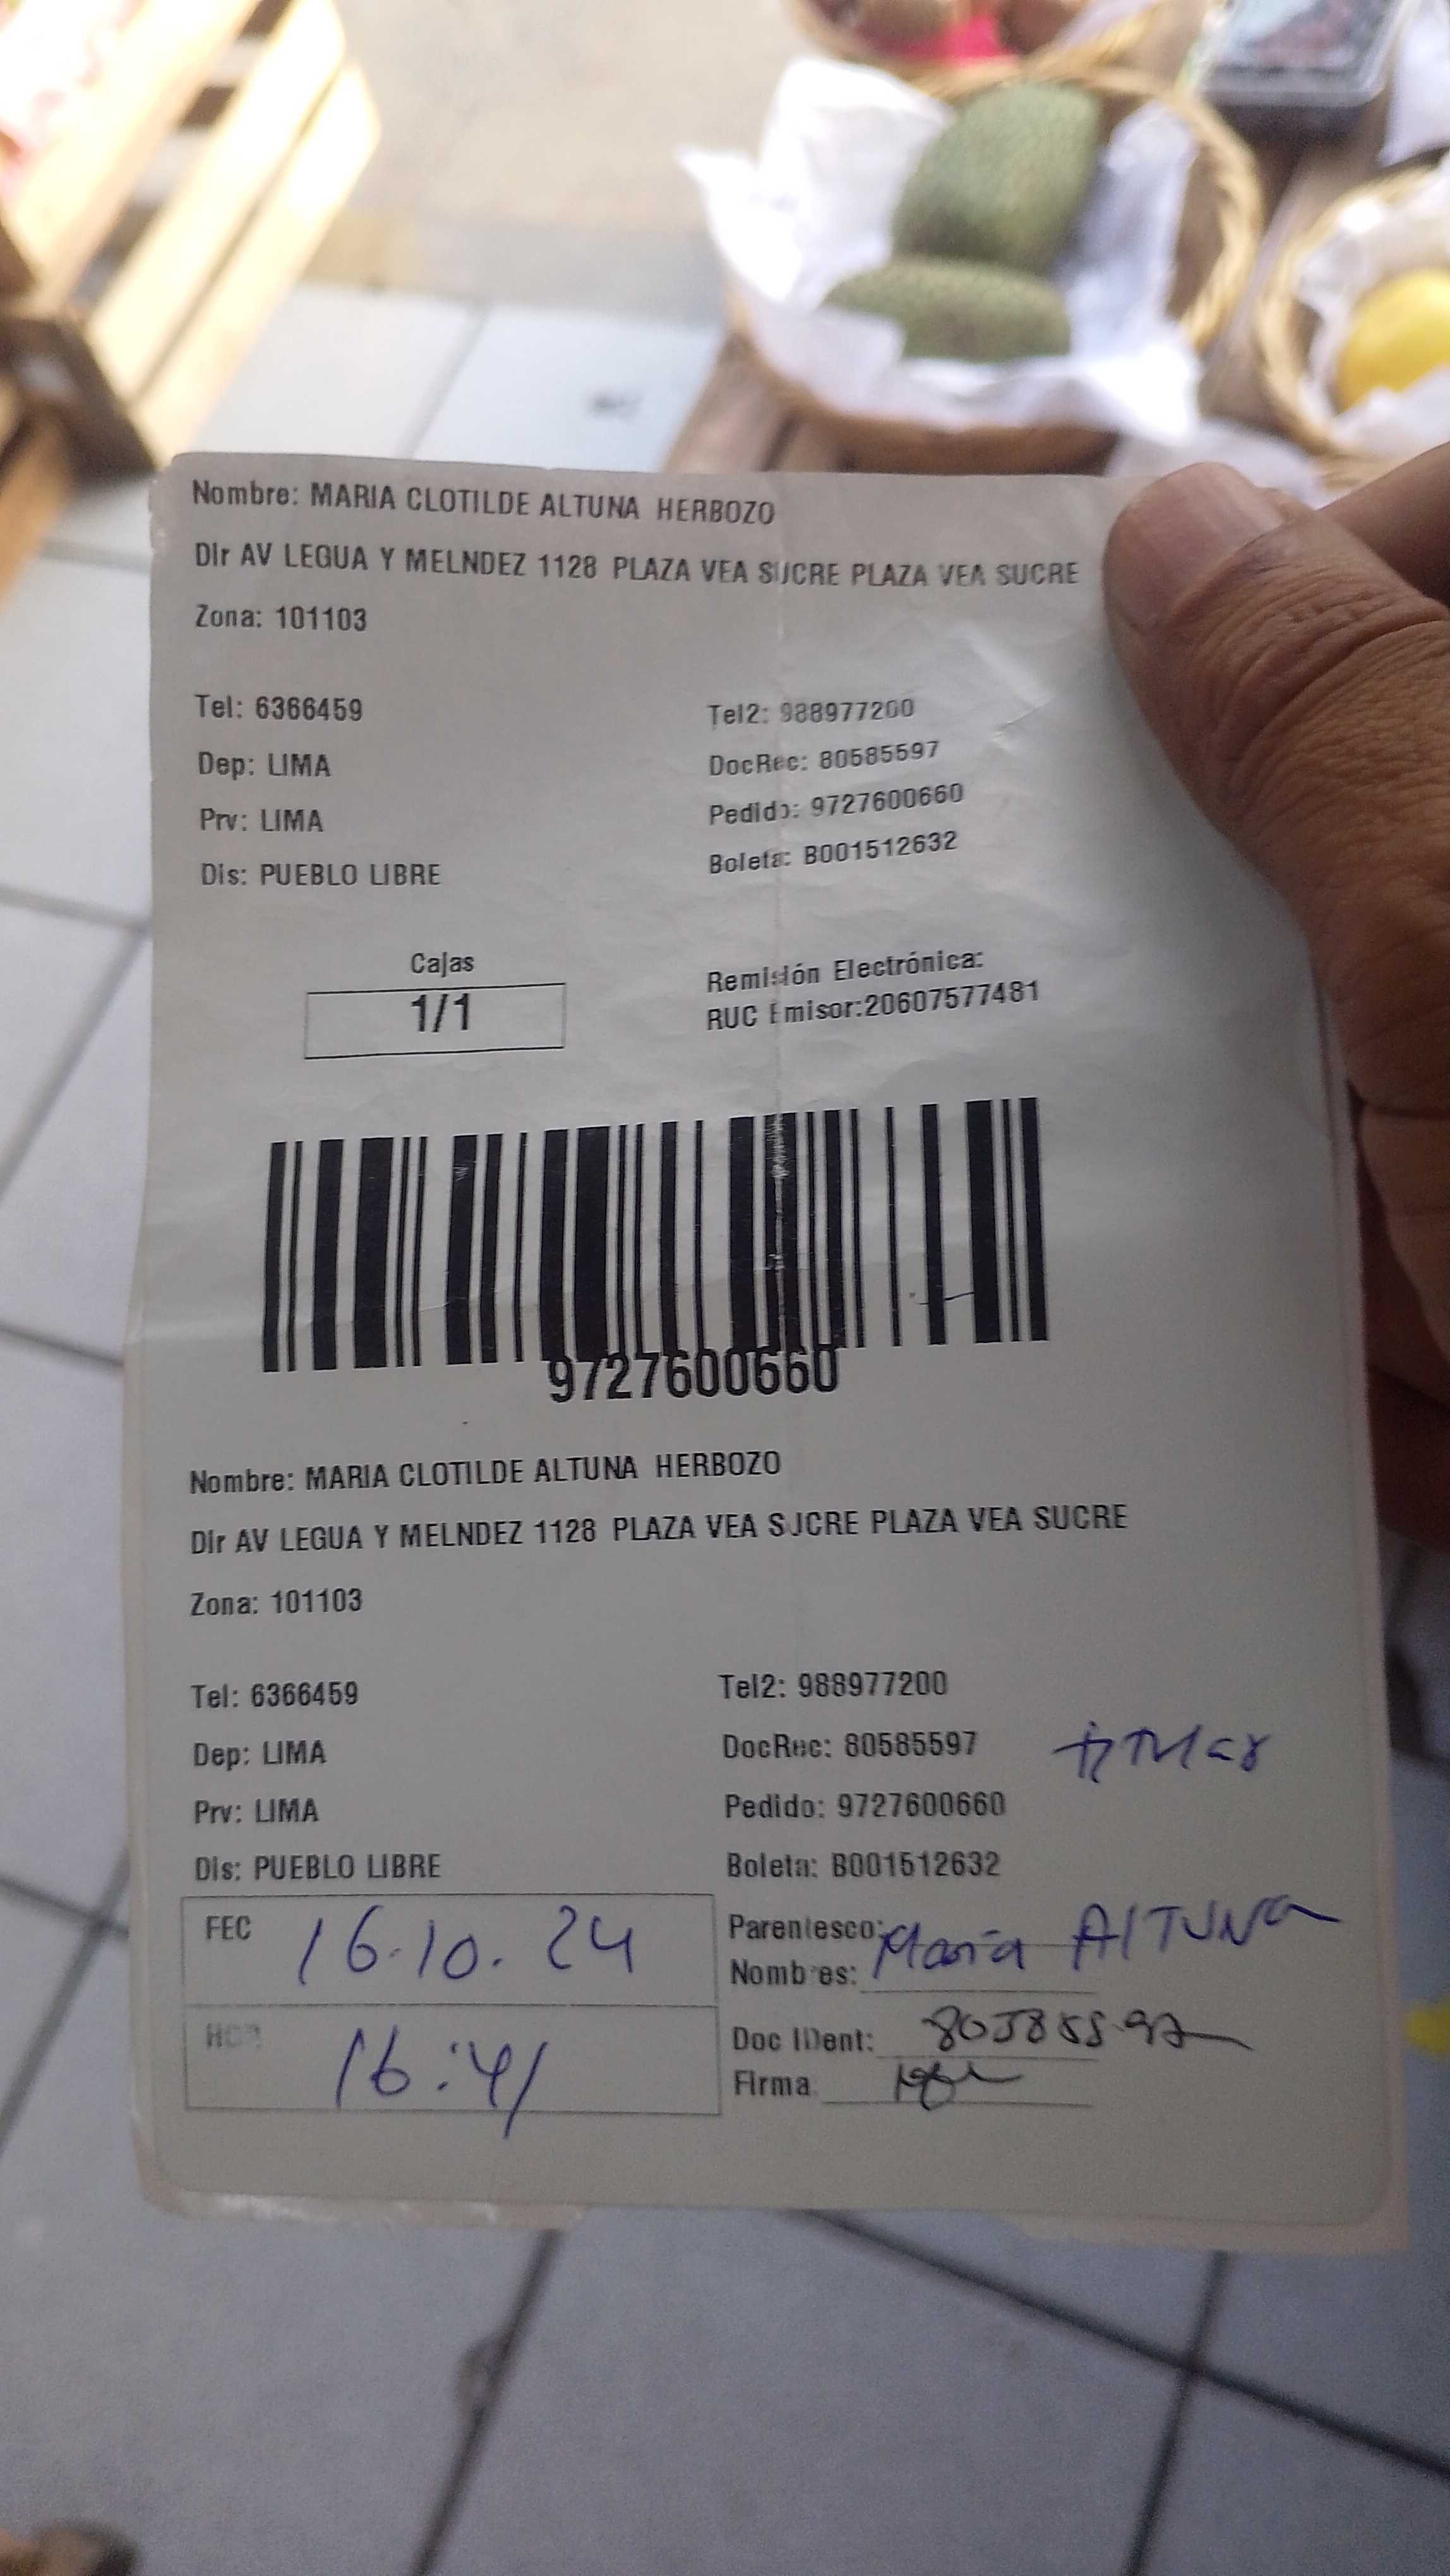 Nombre: MARIA CLOTILDE ALTUNA HERBOZO
Dir AV LEGUA Y MELNDEZ 1128 PLAZA VEA SUCRE PLAZA VEA SUCRE
Zona: 101103
Tel: 6366459 Tel2: 988977200
Dep: LIMA DocRec: 80585597
Prv: LIMA Pedido: 9727600660
Dis: PUEBLO LIBRE Boleta: B001512632
Cajas
1/1
Remisión Electrónica:
RUC Emisor:20607577481
9727600660
Nombre: MARIA CLOTILDE ALTUNA HERBOZO
Dir AV LEGUA Y MELNDEZ 1128 PLAZA VEA SUCRE PLAZA VEA SUCRE
Zona: 101103
Tel: 6366459 Tel2: 988977200
Dep: LIMA DocRec: 80585597
Prv: LIMA Pedido: 9727600660
Dis: PUEBLO LIBRE Boleta: B001512632
FEC 16.10.24
Parentesco:
Nombres: Maria AlTUNA
HOR 16:41
Doc IDent: 80585597
Firma